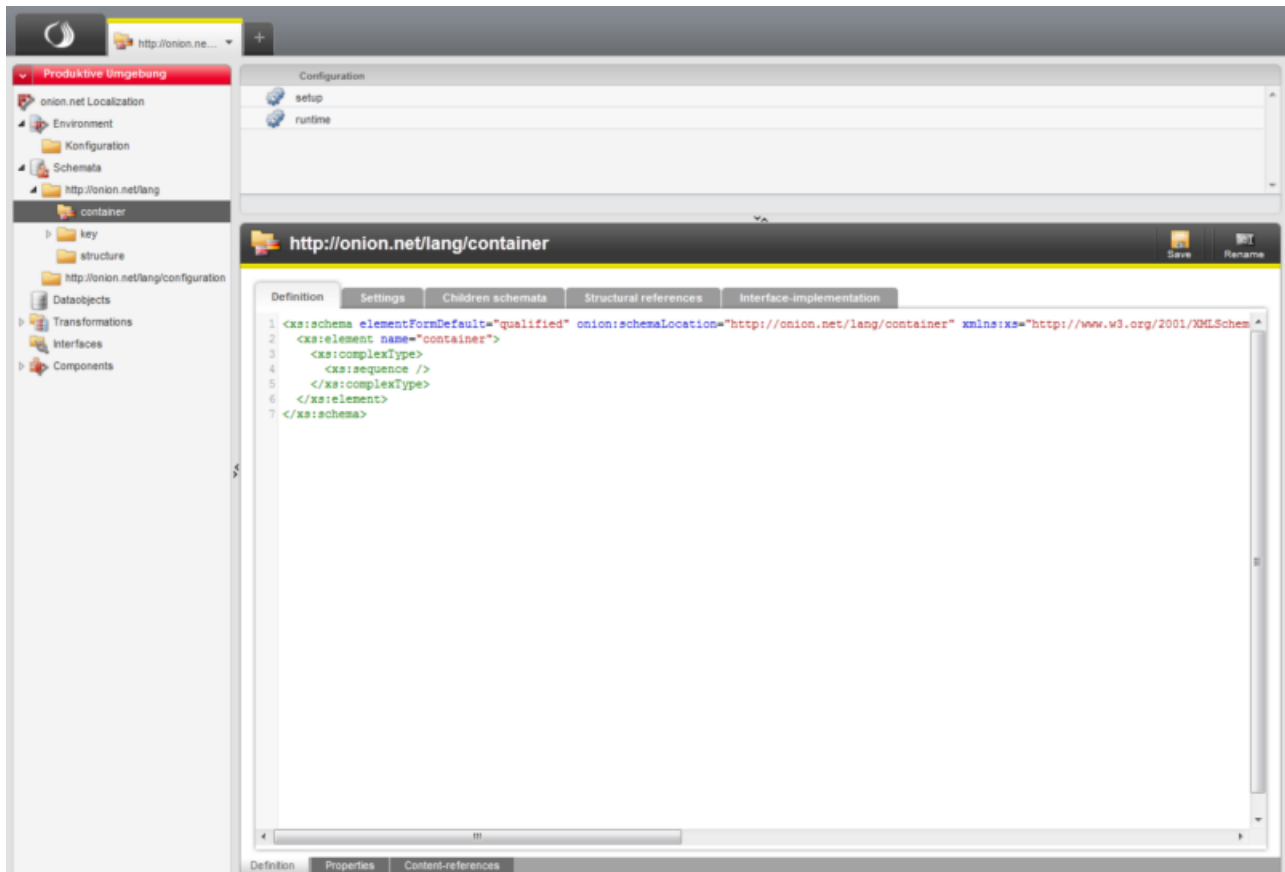 http://onion.ne...
+
Produktive Umgebung
onion.net Localization
Environment
Konfiguration
Schemata
http://onion.net/lang
container
key
structure
http://onion.net/lang/configuration
Dataobjects
Transformations
Interfaces
Components
Configuration
setup
runtime
http://onion.net/lang/container
Save
Rename
Definition Settings Children schemata Structural references Interface-implementation
1 <xs:schema elementFormDefault="qualified" onion:schemaLocation="http://onion.net/lang/container" xmlns:xs="http://www.w3.org/2001/XMLSchem
2 <xs:element name="container">
3 <xs:complexType>
4 <xs:sequence />
5 </xs:complexType>
6 </xs:element>
7 </xs:schema>
Definition Properties Content-references